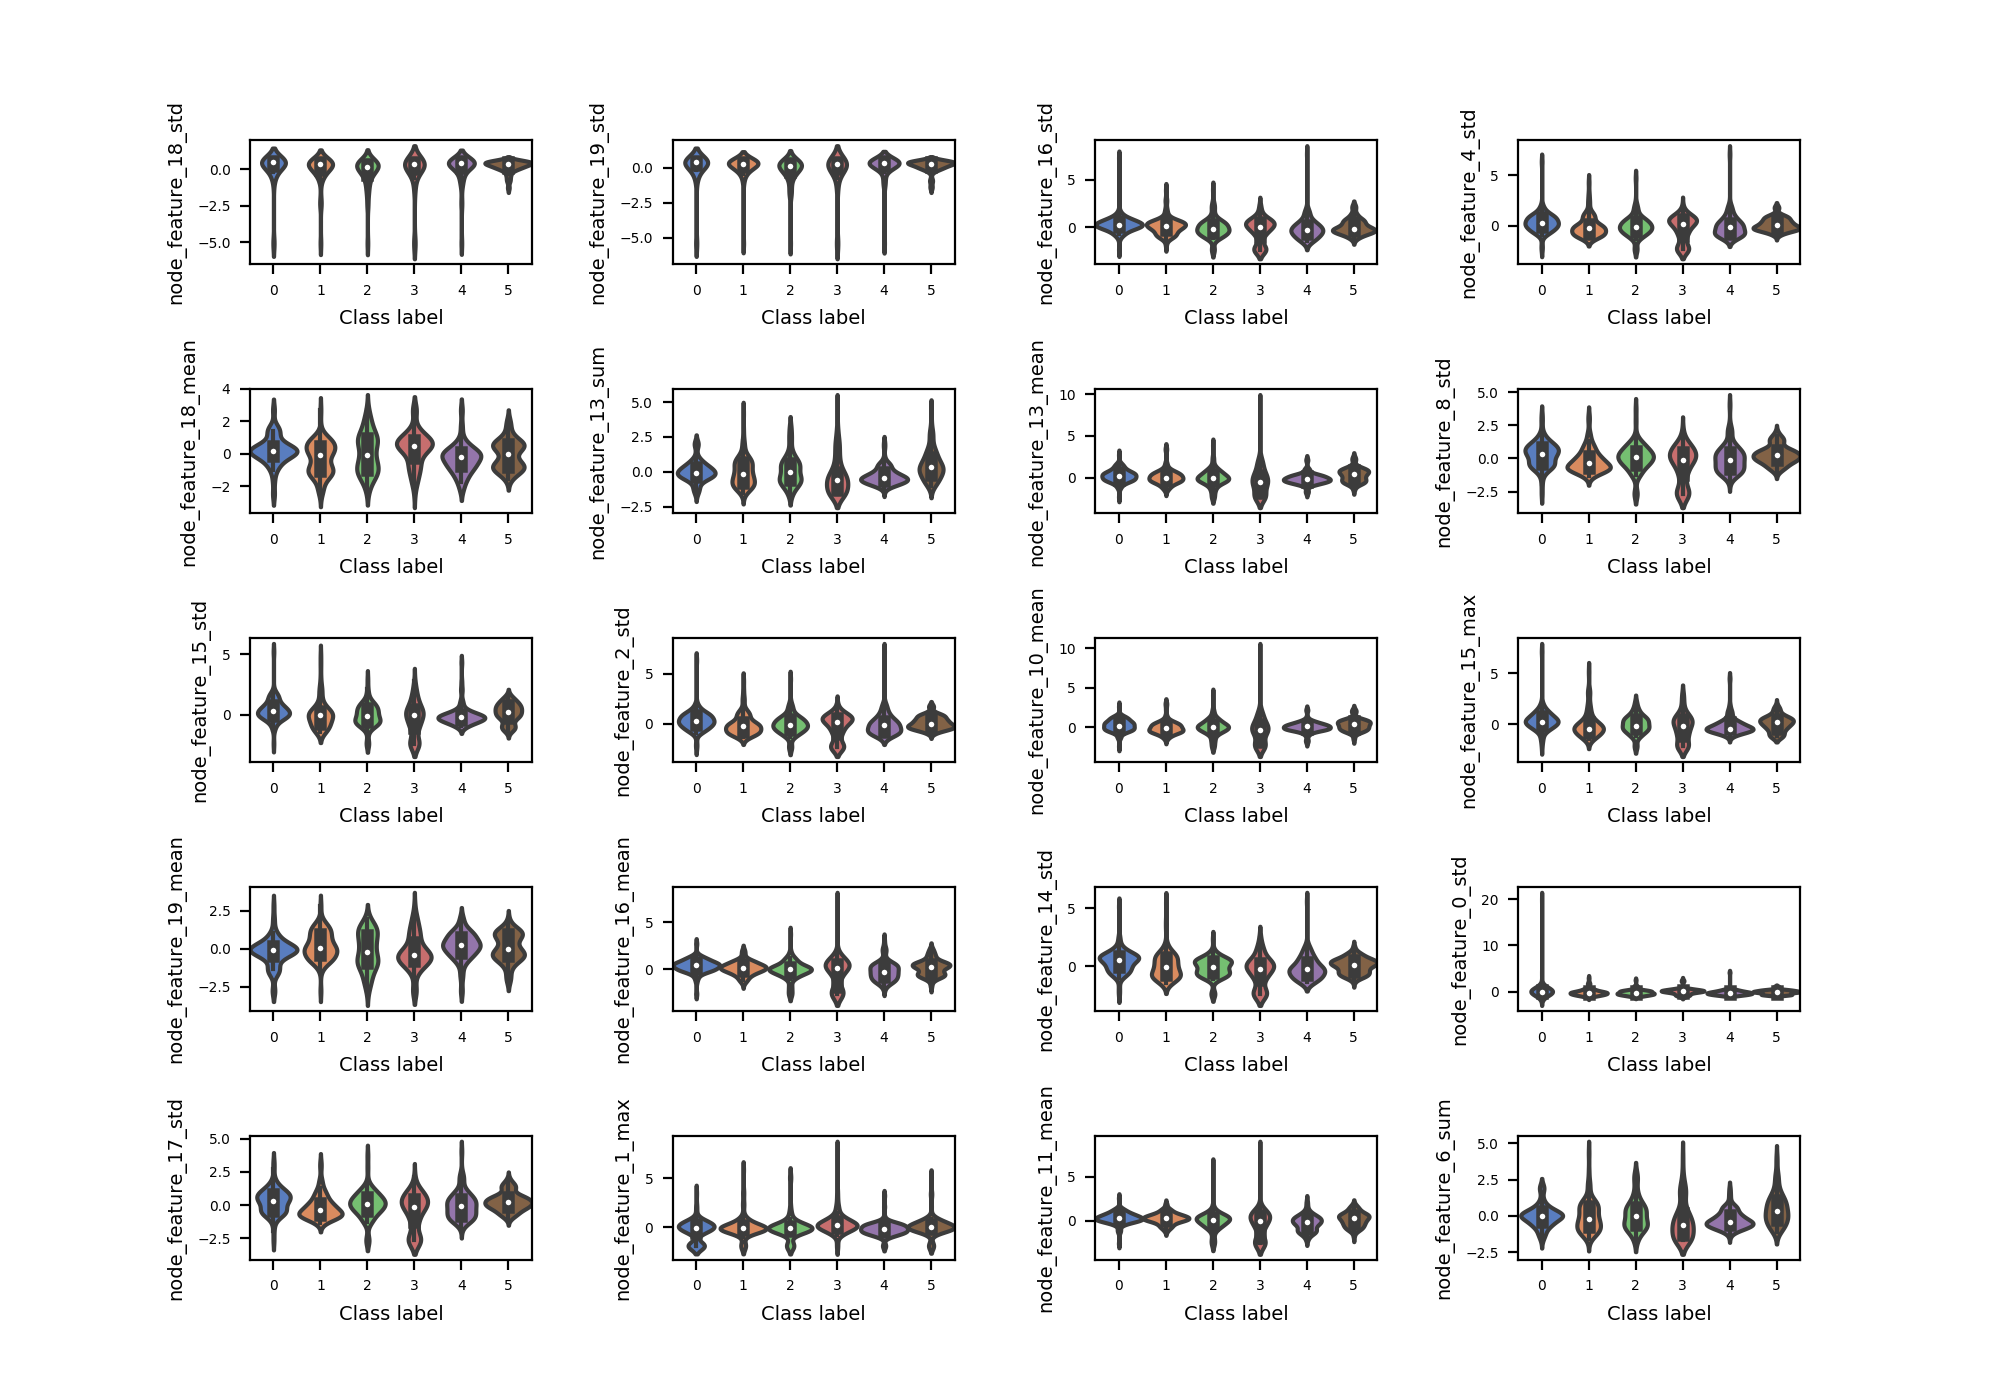 node_feature_18_std
0.0
−2.5
−5.0
0 1 2 3 4 5
Class label
node_feature_19_std
0.0
−2.5
−5.0
0 1 2 3 4 5
Class label
node_feature_16_std
5
0
0 1 2 3 4 5
Class label
node_feature_4_std
5
0
0 1 2 3 4 5
Class label
node_feature_18_mean
4
2
0
−2
0 1 2 3 4 5
Class label
node_feature_13_sum
5.0
2.5
0.0
−2.5
0 1 2 3 4 5
Class label
node_feature_13_mean
10
5
0
0 1 2 3 4 5
Class label
node_feature_8_std
5.0
2.5
0.0
−2.5
0 1 2 3 4 5
Class label
node_feature_15_std
5
0
0 1 2 3 4 5
Class label
node_feature_2_std
5
0
0 1 2 3 4 5
Class label
node_feature_10_mean
10
5
0
0 1 2 3 4 5
Class label
node_feature_15_max
5
0
0 1 2 3 4 5
Class label
node_feature_19_mean
2.5
0.0
−2.5
0 1 2 3 4 5
Class label
node_feature_16_mean
5
0
0 1 2 3 4 5
Class label
node_feature_14_std
5
0
0 1 2 3 4 5
Class label
node_feature_0_std
20
10
0
0 1 2 3 4 5
Class label
node_feature_17_std
5.0
2.5
0.0
−2.5
0 1 2 3 4 5
Class label
node_feature_1_max
5
0
0 1 2 3 4 5
Class label
node_feature_11_mean
5
0
0 1 2 3 4 5
Class label
node_feature_6_sum
5.0
2.5
0.0
−2.5
0 1 2 3 4 5
Class label